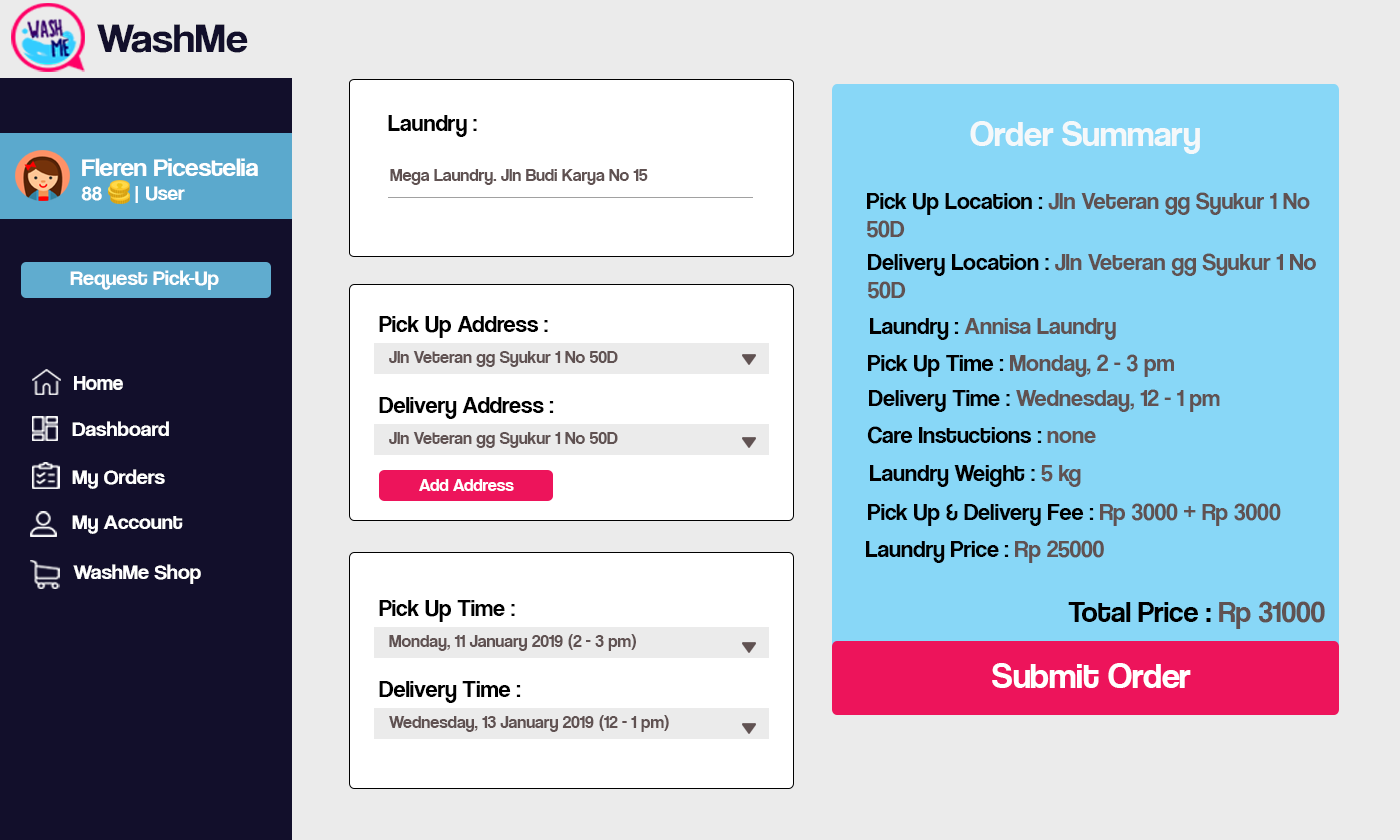 WASH
ME
WashMe
Fleren Picestelia
88 | User
Request Pick-Up
Home
Dashboard
My Orders
My Account
WashMe Shop
Laundry :
Mega Laundry. Jln Budi Karya No 15
Pick Up Address :
Jln Veteran gg Syukur 1 No 50D
Delivery Address :
Jln Veteran gg Syukur 1 No 50D
Add Address
Pick Up Time :
Monday, 11 January 2019 (2 - 3 pm)
Delivery Time :
Wednesday, 13 January 2019 (12 - 1 pm)
Order Summary
Pick Up Location : Jln Veteran gg Syukur 1 No
50D
Delivery Location : Jln Veteran gg Syukur 1 No
50D
Laundry : Annisa Laundry
Pick Up Time : Monday, 2 - 3 pm
Delivery Time : Wednesday, 12 - 1 pm
Care Instuctions : none
Laundry Weight : 5 kg
Pick Up & Delivery Fee : Rp 3000 + Rp 3000
Laundry Price : Rp 25000
Total Price : Rp 31000
Submit Order